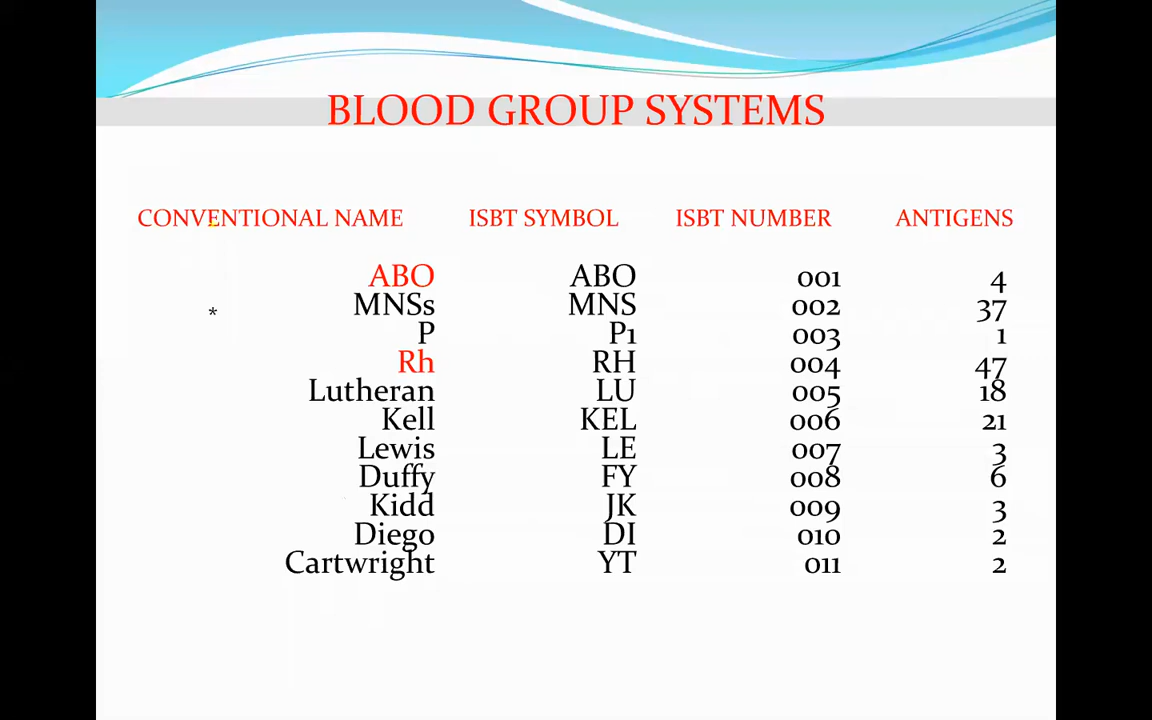 BLOOD GROUP SYSTEMS
CONVENTIONAL NAME ISBT SYMBOL ISBT NUMBER ANTIGENS
ABO ABO 001 4
* MNSs MNS 002 37
P P1 003 1
Rh RH 004 47
Lutheran LU 005 18
Kell KEL 006 21
Lewis LE 007 3
Duffy FY 008 6
Kidd JK 009 3
Diego DI 010 2
Cartwright YT 011 2